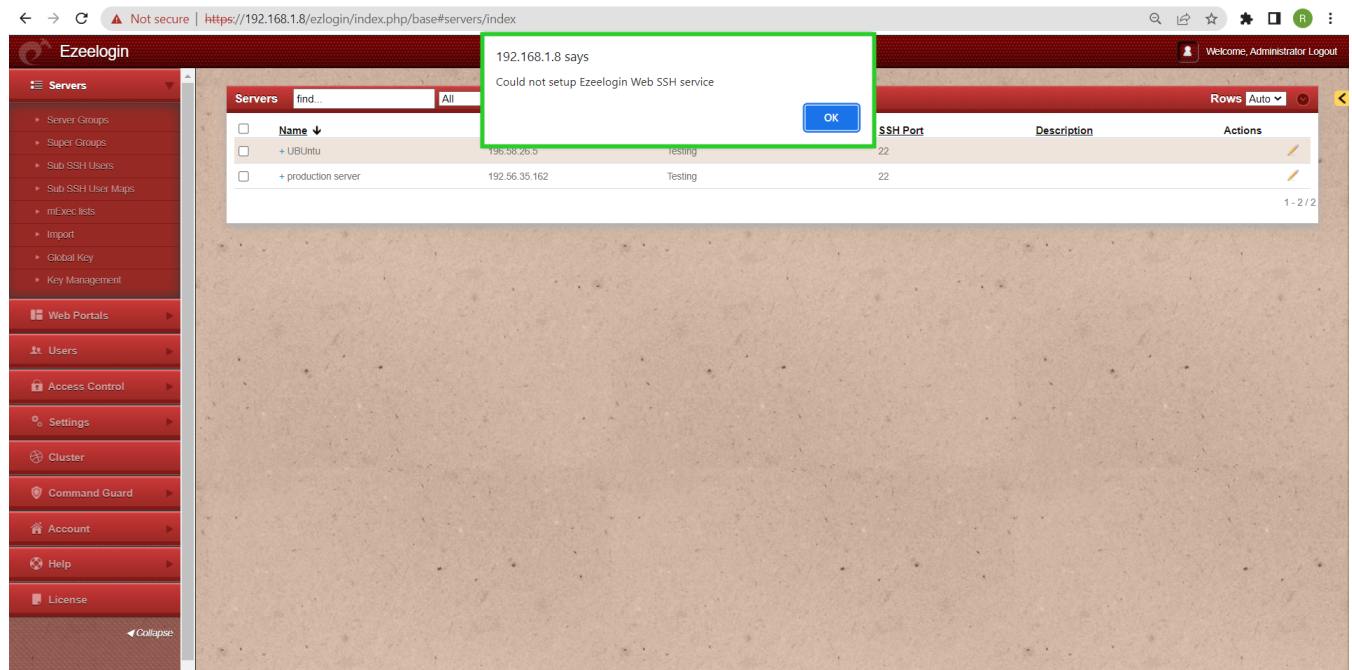 Not secure | https://192.168.1.8/ezlogin/index.php/base#servers/index
R
Ezeelogin
Welcome, Administrator Logout
192.168.1.8 says
Could not setup Ezeelogin Web SSH service
OK
Servers
Server Groups
Super Groups
Sub SSH Users
Sub SSH User Maps
mExec lists
Import
Global Key
Key Management
Web Portals
Users
Access Control
Settings
Cluster
Command Guard
Account
Help
License
Collapse
Servers find... All Rows Auto
Name SSH Port Description Actions
+ UBUntu 196.58.26.5 Testing 22
+ production server 192.56.35.162 Testing 22
1 - 2 / 2